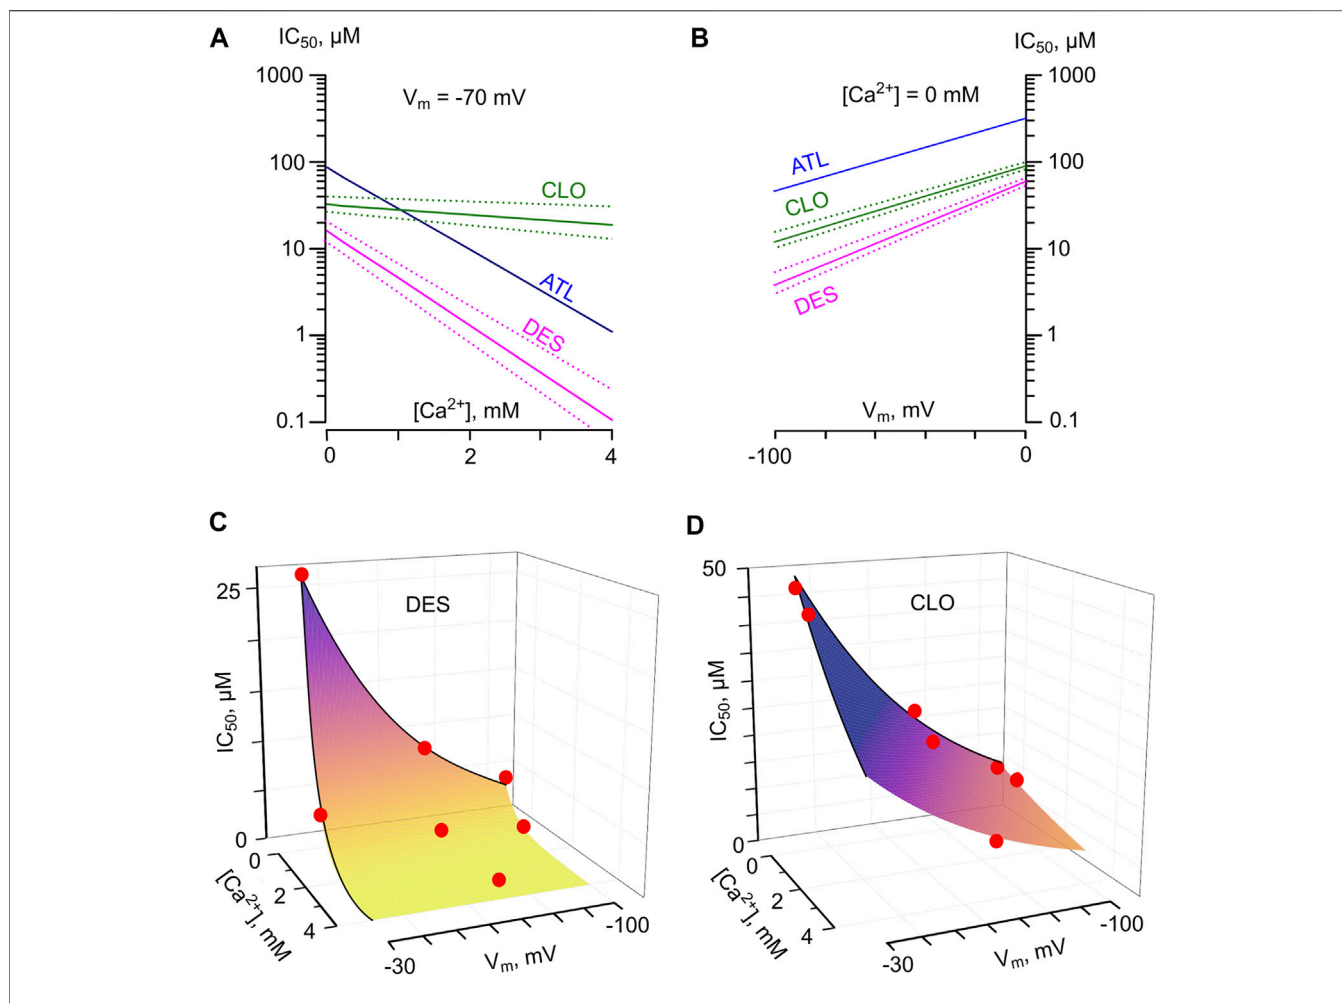 A
IC50, µM
1000
100
10
1
0.1
Vm = -70 mV
CLO
ATL
DES
[Ca2+], mM
0
2
4
B
IC50, µM
[Ca2+] = 0 mM
1000
100
10
1
0.1
ATL
CLO
DES
Vm, mV
-100
0
C
25
DES
IC50, µM
0
0
2
4
[Ca2+], mM
-30
Vm, mV
-100
D
50
CLO
IC50, µM
0
0
2
4
[Ca2+], mM
-30
Vm, mV
-100